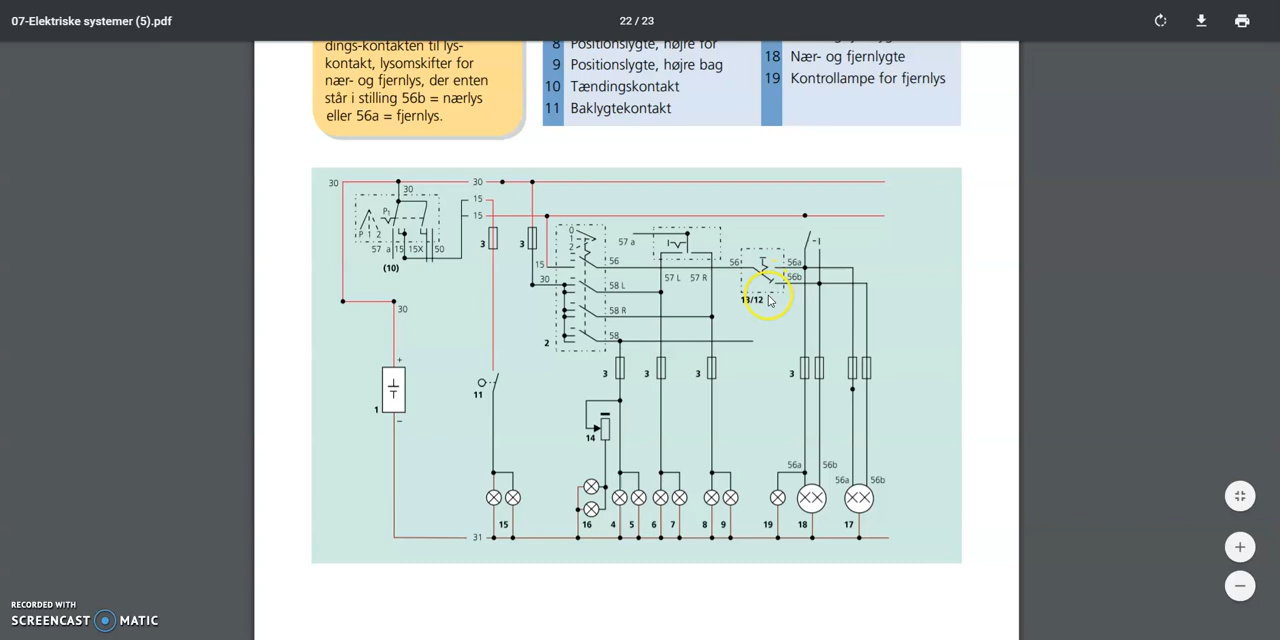 07-Elektriske systemer (5).pdf
22 / 23
dings-kontakten til lys-
kontakt, lysomskifter for
nær- og fjernlys, der enten
står i stilling 56b = nærlys
eller 56a = fjernlys.
8 Positionslygte, højre for
9 Positionslygte, højre bag
10 Tændingskontakt
11 Baklygtekontakt
18 Nær- og fjernlygte
19 Kontrollampe for fjernlys
30
30
30
15
15
P1
P 1 2
57 a 15 15X 50
(10)
3
3
0
1
2
57 a
15
30
56
57 L 57 R
58 L
58 R
58
2
56
56a
56b
13/12
30
+
1
−
11
3
3
3
3
14
56a
56b
56a
56b
15
16
4
5
6
7
8
9
19
18
17
31
RECORDED WITH
SCREENCAST MATIC